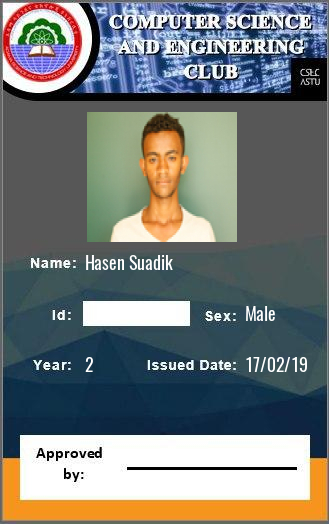 COMPUTER SCIENCE
AND ENGINEERING
CLUB
CSEC
ASTU
Name: Hasen Suadik
Id:
Sex: Male
Year: 2
Issued Date: 17/02/19
Approved
by: